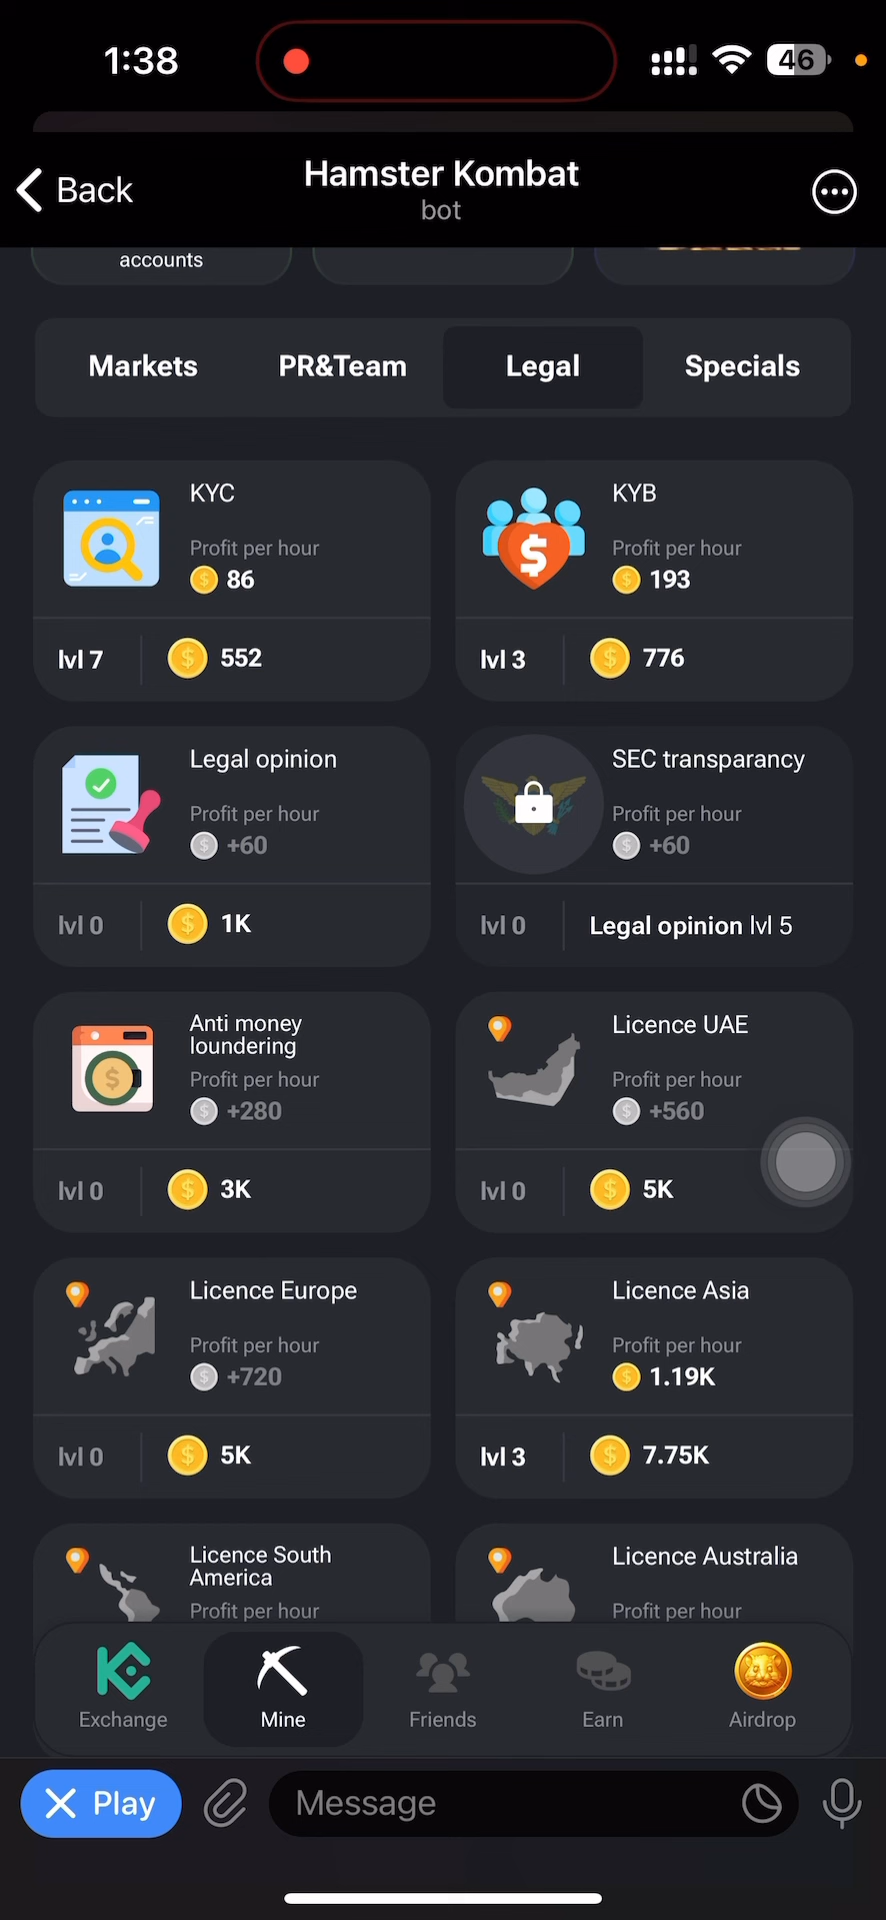 1:38
46
Back
Hamster Kombat
bot
accounts
Markets
PR&Team
Legal
Specials
KYC
Profit per hour
86
lvl 7
552
KYB
Profit per hour
193
lvl 3
776
Legal opinion
Profit per hour
+60
lvl 0
1K
SEC transparancy
Profit per hour
+60
lvl 0
Legal opinion lvl 5
Anti money
loundering
Profit per hour
+280
lvl 0
3K
Licence UAE
Profit per hour
+560
lvl 0
5K
Licence Europe
Profit per hour
+720
lvl 0
5K
Licence Asia
Profit per hour
1.19K
lvl 3
7.75K
Licence South
America
Profit per hour
Licence Australia
Profit per hour
Exchange
Mine
Friends
Earn
Airdrop
Play
Message